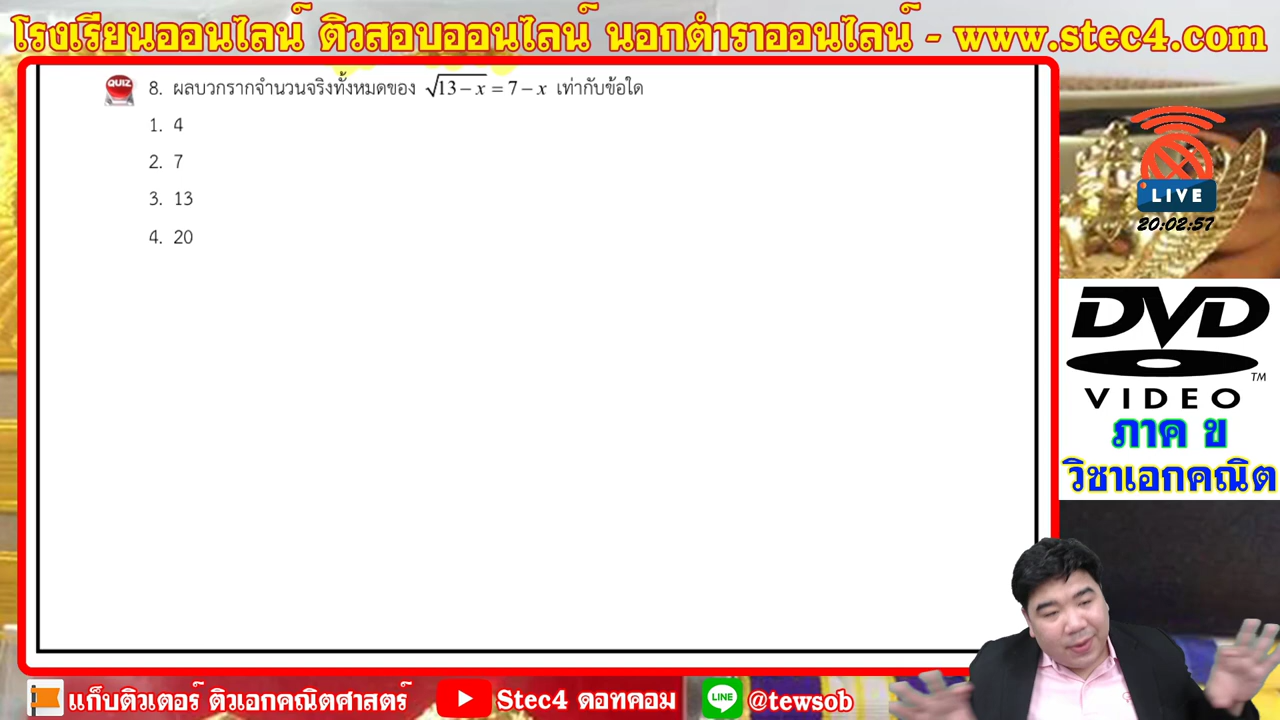 โรงเรียนออนไลน์ ติวสอบออนไลน์ นอกตำราออนไลน์ - www.stec4.com
QUIZ
8. ผลบวกรากจำนวนจริงทั้งหมดของ √13 − x = 7 − x เท่ากับข้อใด
1. 4
2. 7
3. 13
4. 20
LIVE
20:02:57
DVD
TM
VIDEO
ภาค ข
วิชาเอกคณิต
แก็บติวเตอร์ ติวเอกคณิตศาสตร์
Stec4 ดอทคอม
LINE
@tewsob